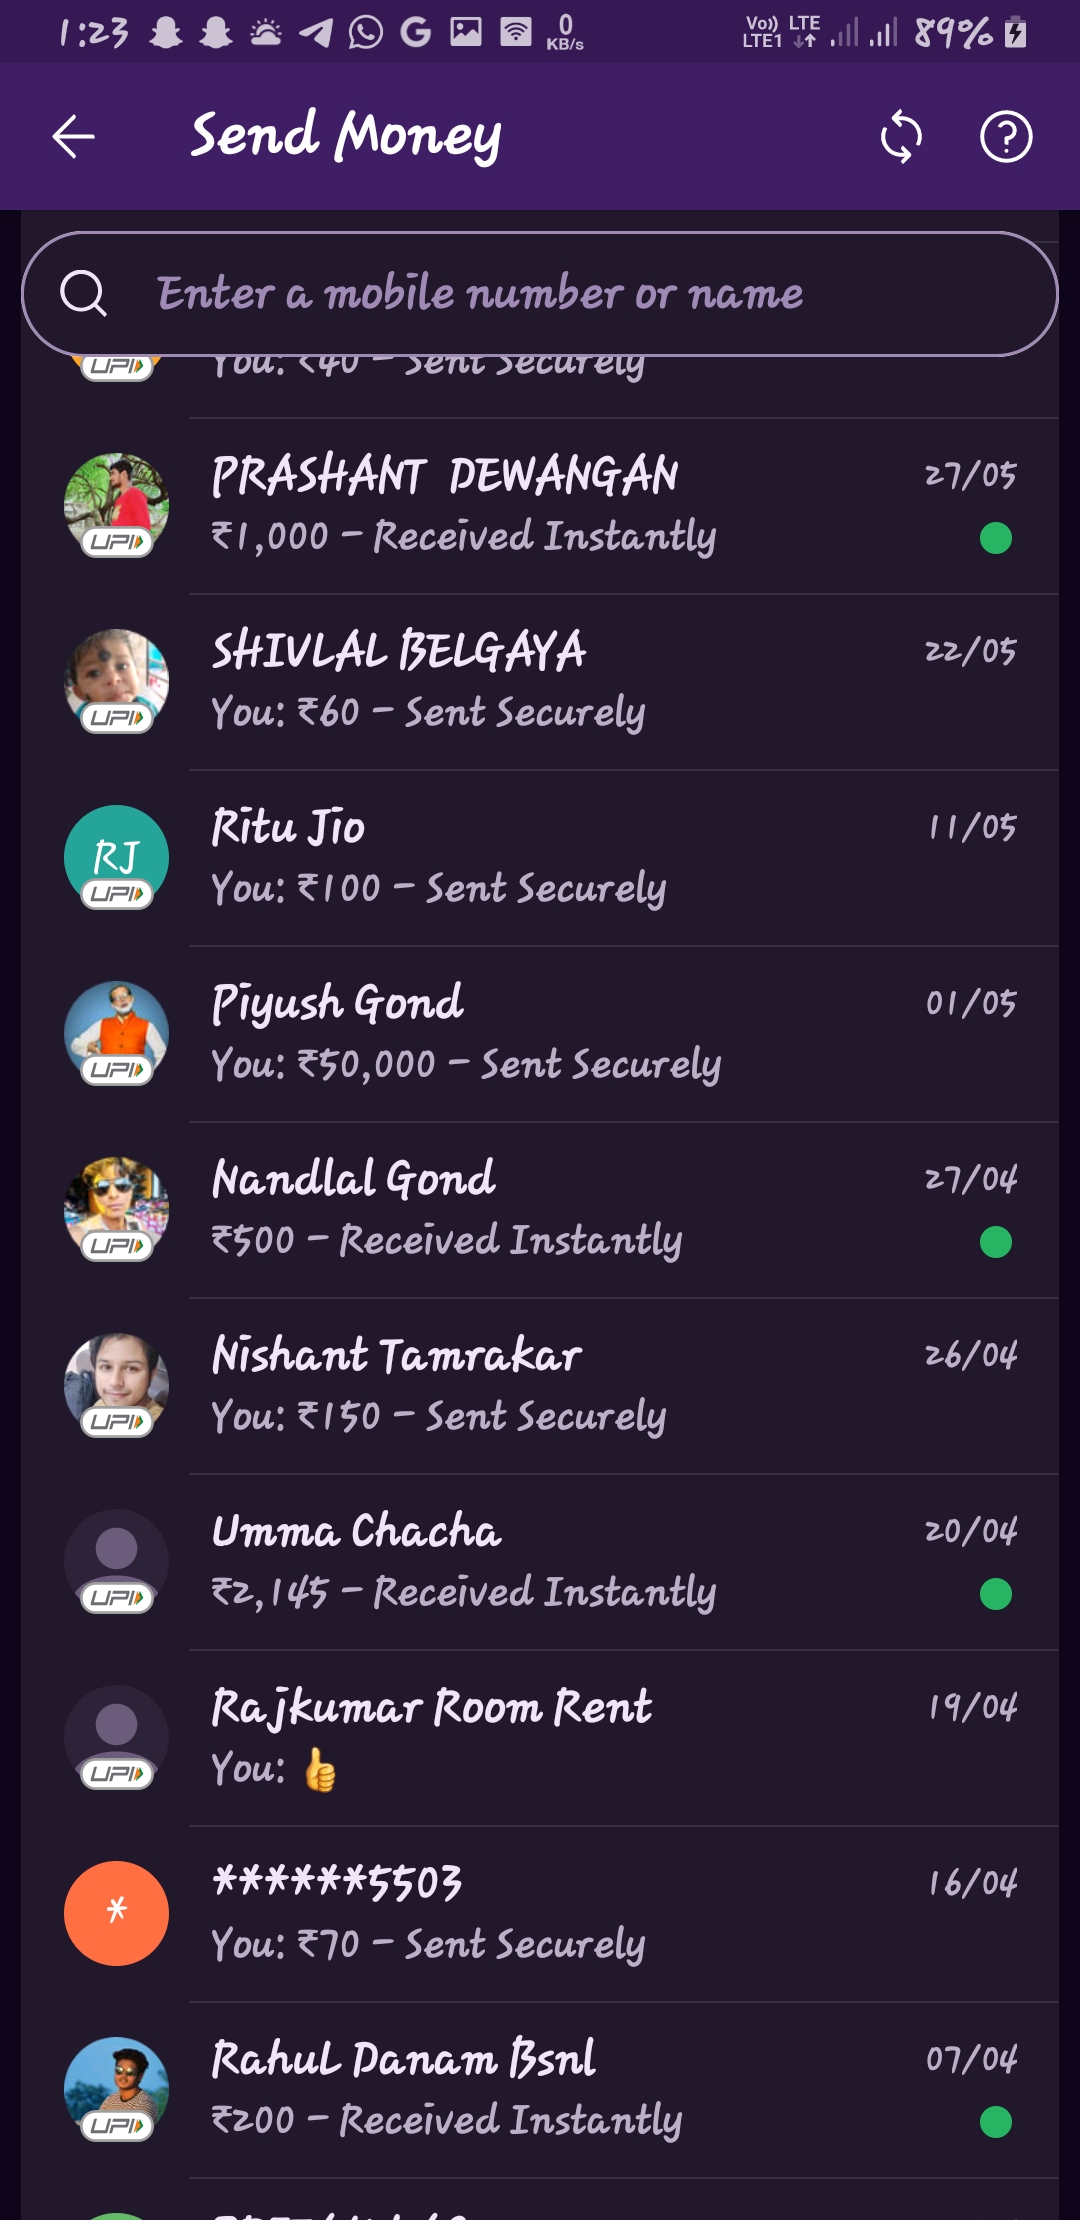 1:23
0
KB/s
Vo)) LTE
LTE1
89%
Send Money
Enter a mobile number or name
You: ₹40 - Sent Securely
UPI
PRASHANT DEWANGAN 27/05
₹1,000 - Received Instantly
UPI
SHIVLAL BELGAYA 22/05
You: ₹60 - Sent Securely
UPI
Ritu Jio 11/05
RJ
You: ₹100 - Sent Securely
UPI
Piyush Gond 01/05
You: ₹50,000 - Sent Securely
UPI
Nandlal Gond 27/04
₹500 - Received Instantly
UPI
Nishant Tamrakar 26/04
You: ₹150 - Sent Securely
UPI
Umma Chacha 20/04
₹2,145 - Received Instantly
UPI
Rajkumar Room Rent 19/04
You: 👍
UPI
******5503 16/04
*
You: ₹70 - Sent Securely
RahuL Danam Bsnl 07/04
₹200 - Received Instantly
UPI